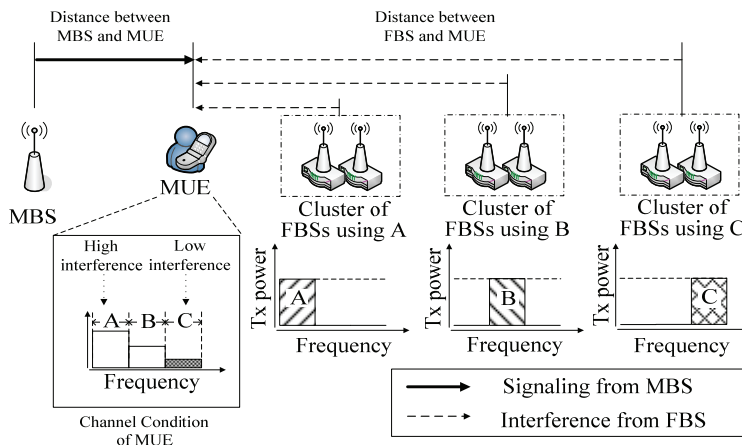 Distance between
MBS and MUE
Distance between
FBS and MUE
MBS
MUE
Cluster of
FBSs using A
Cluster of
FBSs using B
Cluster of
FBSs using C
High
interference
Low
interference
A
B
C
Frequency
Channel Condition
of MUE
Tx power
A
Frequency
Tx power
B
Frequency
Tx power
C
Frequency
Signaling from MBS
Interference from FBS